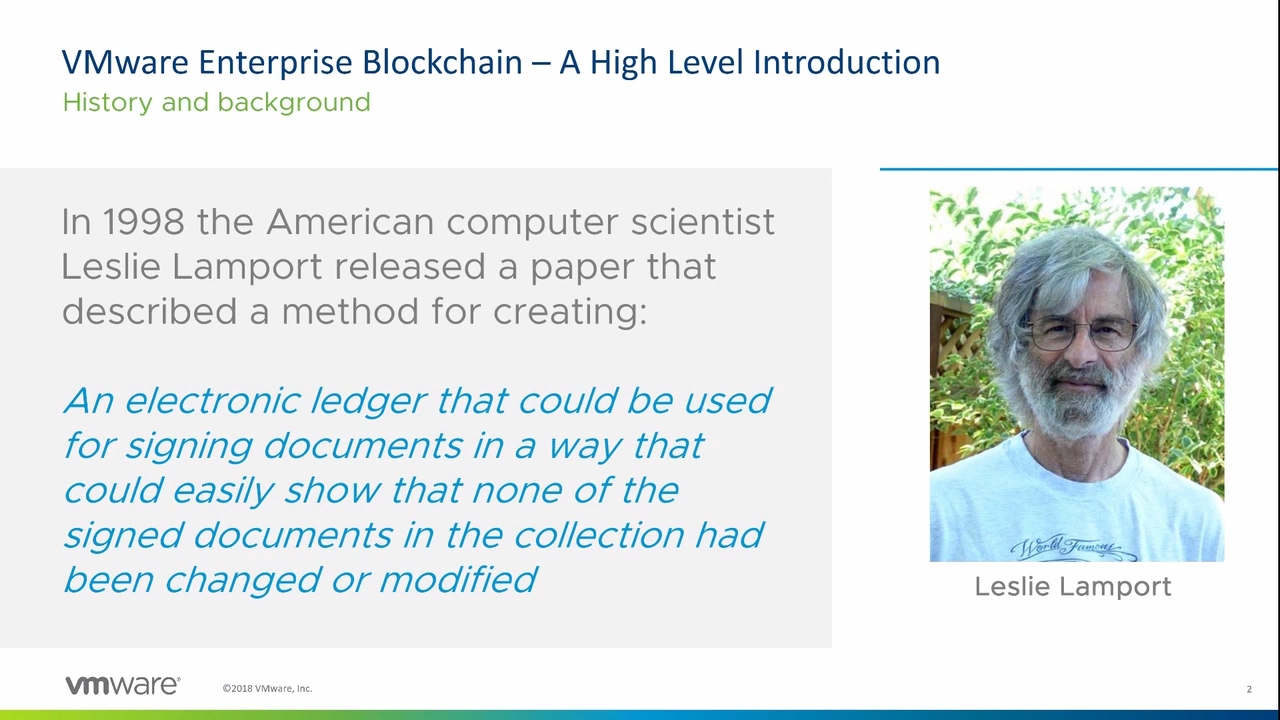 VMware Enterprise Blockchain – A High Level Introduction
History and background
In 1998 the American computer scientist
Leslie Lamport released a paper that
described a method for creating:
An electronic ledger that could be used
for signing documents in a way that
could easily show that none of the
signed documents in the collection had
been changed or modified
World Famous
Leslie Lamport
vmware®
©2018 VMware, Inc.
2